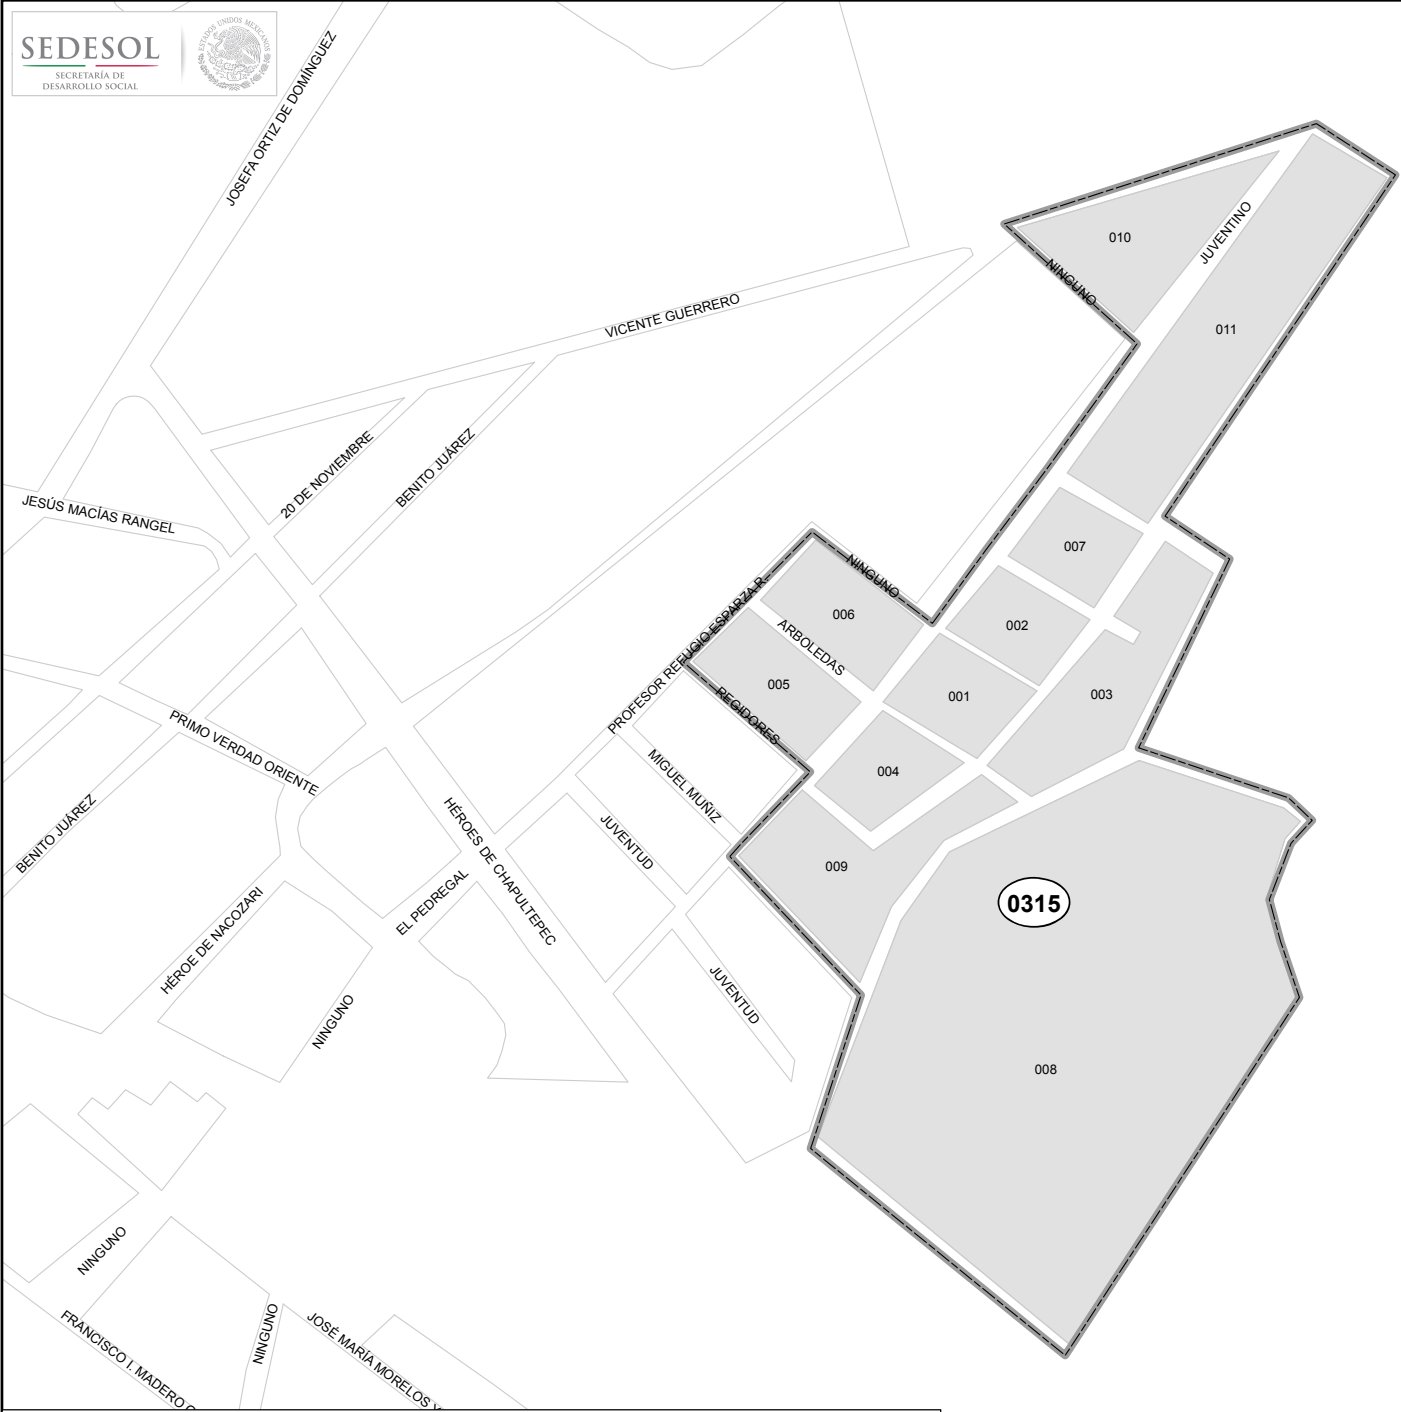 SEDESOL
SECRETARÍA DE
DESARROLLO SOCIAL
ESTADOS UNIDOS MEXICANOS
JOSEFA ORTIZ DE DOMÍNGUEZ
010
JUVENTINO
NINGUNO
011
VICENTE GUERRERO
20 DE NOVIEMBRE
BENITO JUÁREZ
JESÚS MACÍAS RANGEL
007
NINGUNO
006
002
PROFESOR REFUGIO ESPARZA R.
ARBOLEDAS
005
001
003
REGIDORES
PRIMO VERDAD ORIENTE
MIGUEL MUÑIZ
004
BENITO JUÁREZ
HÉROES DE CHAPULTEPEC
JUVENTUD
009
EL PEDREGAL
0315
HÉROE DE NACOZARI
JUVENTUD
NINGUNO
008
NINGUNO
NINGUNO
FRANCISCO I. MADERO
JOSÉ MARÍA MORELOS Y